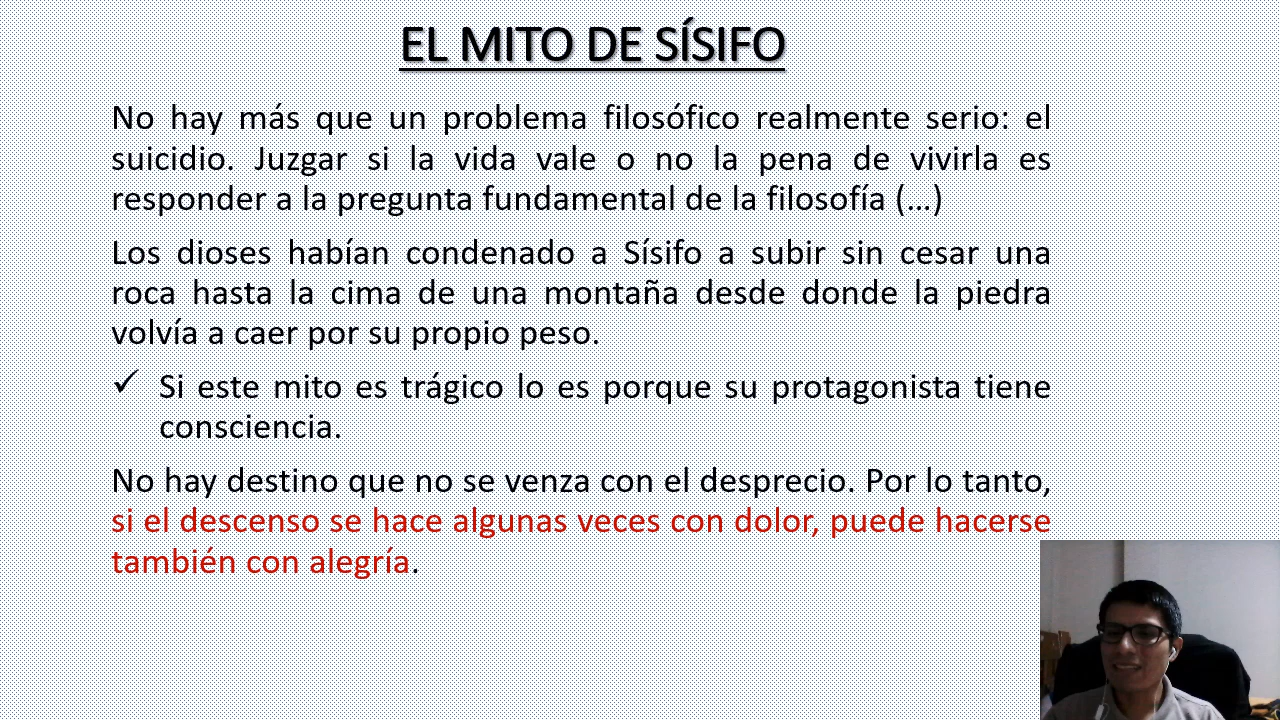 EL MITO DE SÍSIFO
No hay más que un problema filosófico realmente serio: el
suicidio. Juzgar si la vida vale o no la pena de vivirla es
responder a la pregunta fundamental de la filosofía (…)
Los dioses habían condenado a Sísifo a subir sin cesar una
roca hasta la cima de una montaña desde donde la piedra
volvía a caer por su propio peso.
✓ Si este mito es trágico lo es porque su protagonista tiene
consciencia.
No hay destino que no se venza con el desprecio. Por lo tanto,
si el descenso se hace algunas veces con dolor, puede hacerse
también con alegría.